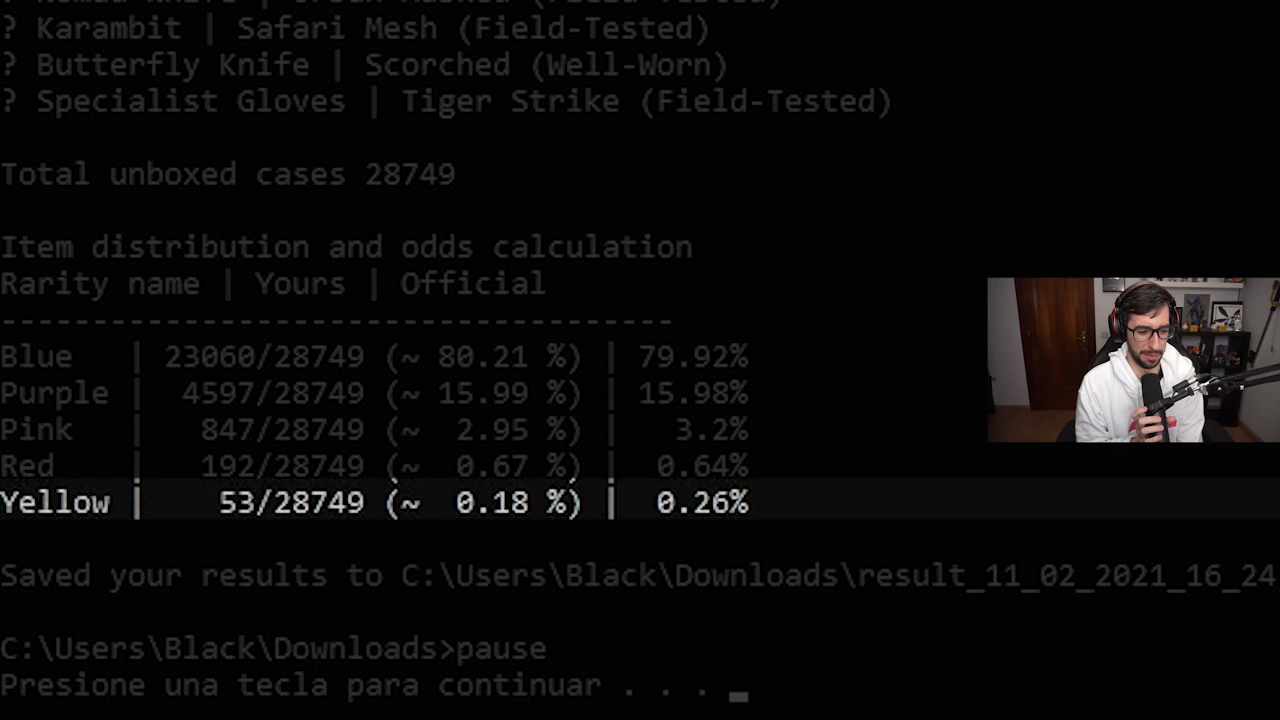 ? Karambit | Safari Mesh (Field-Tested)
? Butterfly Knife | Scorched (Well-Worn)
? Specialist Gloves | Tiger Strike (Field-Tested)
Total unboxed cases 28749
Item distribution and odds calculation
Rarity name | Yours | Official
-------------------------------------
Blue | 23060/28749 (~ 80.21 %) | 79.92%
Purple | 4597/28749 (~ 15.99 %) | 15.98%
Pink | 847/28749 (~ 2.95 %) | 3.2%
Red | 192/28749 (~ 0.67 %) | 0.64%
Yellow | 53/28749 (~ 0.18 %) | 0.26%
Saved your results to C:\Users\Black\Downloads\result_11_02_2021_16_24
C:\Users\Black\Downloads>pause
Presione una tecla para continuar . . .